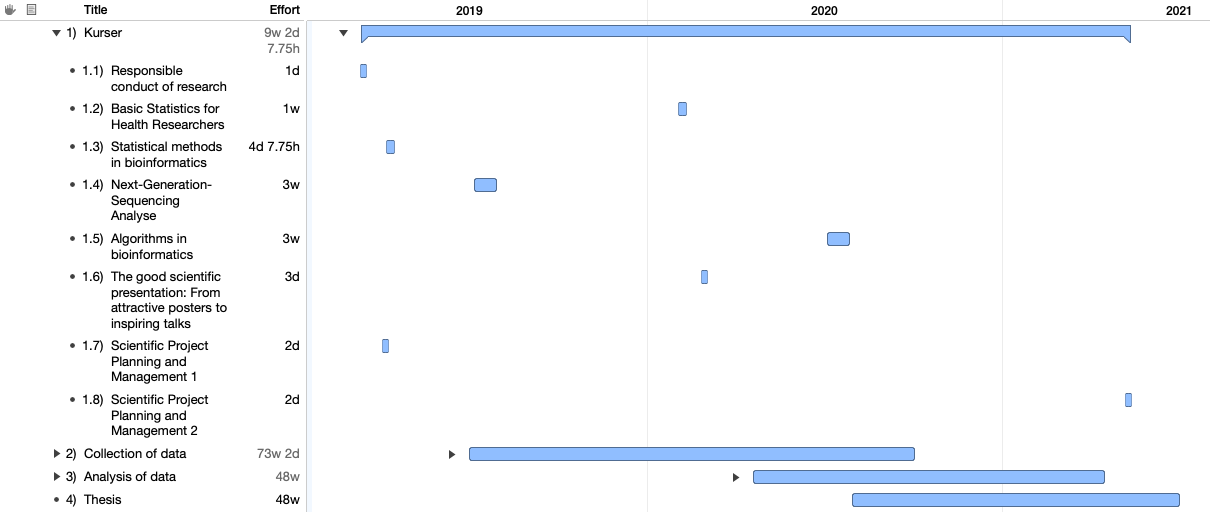 Title Effort 2019 2020 2021
1) Kurser 9w 2d
7.75h
1.1) Responsible 1d
conduct of research
1.2) Basic Statistics for 1w
Health Researchers
1.3) Statistical methods 4d 7.75h
in bioinformatics
1.4) Next-Generation- 3w
Sequencing
Analyse
1.5) Algorithms in 3w
bioinformatics
1.6) The good scientific 3d
presentation: From
attractive posters to
inspiring talks
1.7) Scientific Project 2d
Planning and
Management 1
1.8) Scientific Project 2d
Planning and
Management 2
2) Collection of data 73w 2d
3) Analysis of data 48w
4) Thesis 48w